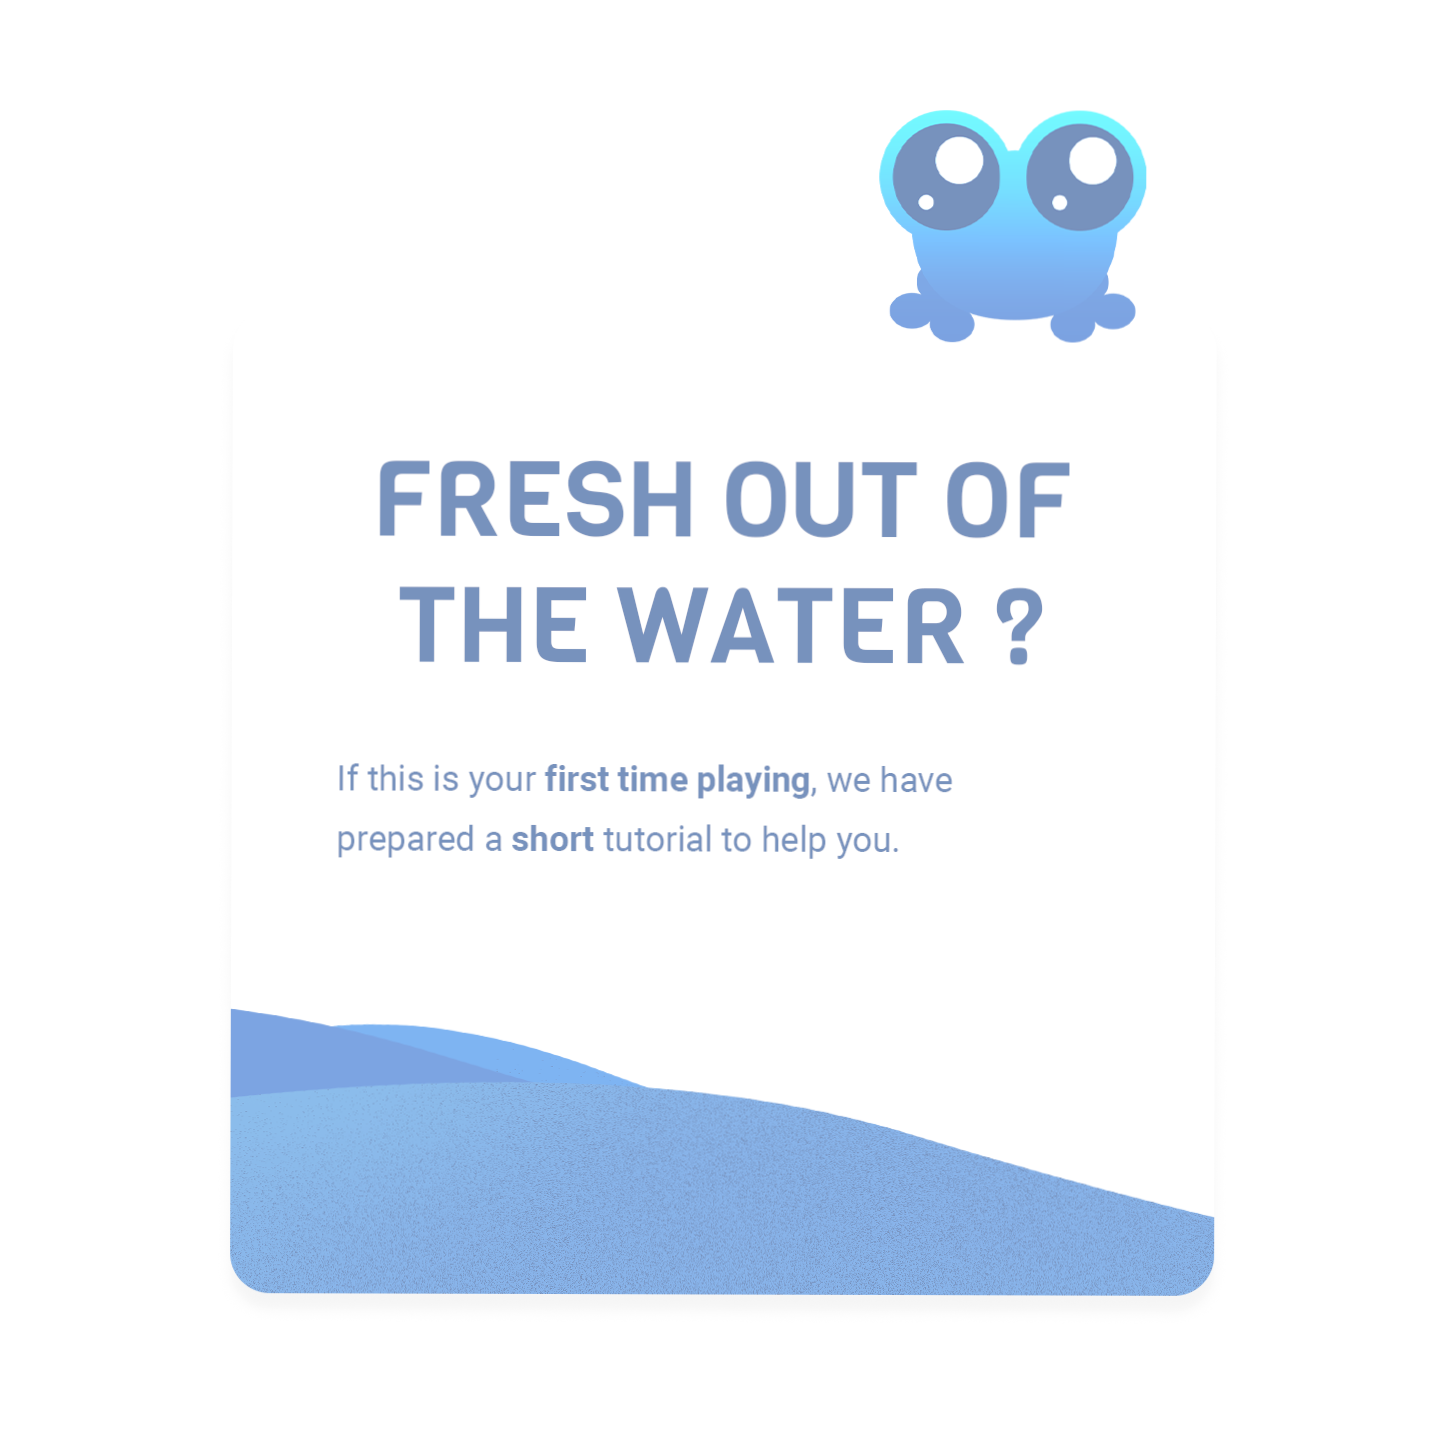 FRESH OUT OF
THE WATER ?
If this is your first time playing, we have
prepared a short tutorial to help you.